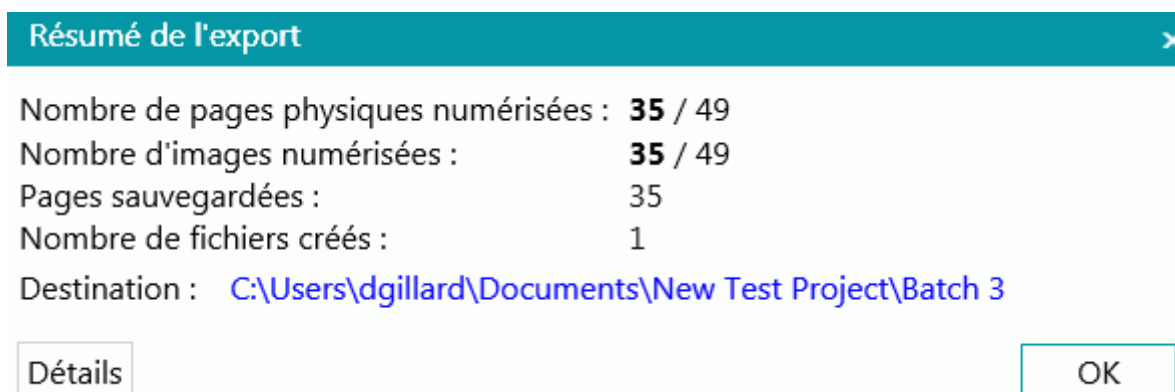 Résumé de l'export
Nombre de pages physiques numérisées : 35 / 49
Nombre d'images numérisées : 35 / 49
Pages sauvegardées : 35
Nombre de fichiers créés : 1
Destination : C:\Users\dgillard\Documents\New Test Project\Batch 3
Détails OK